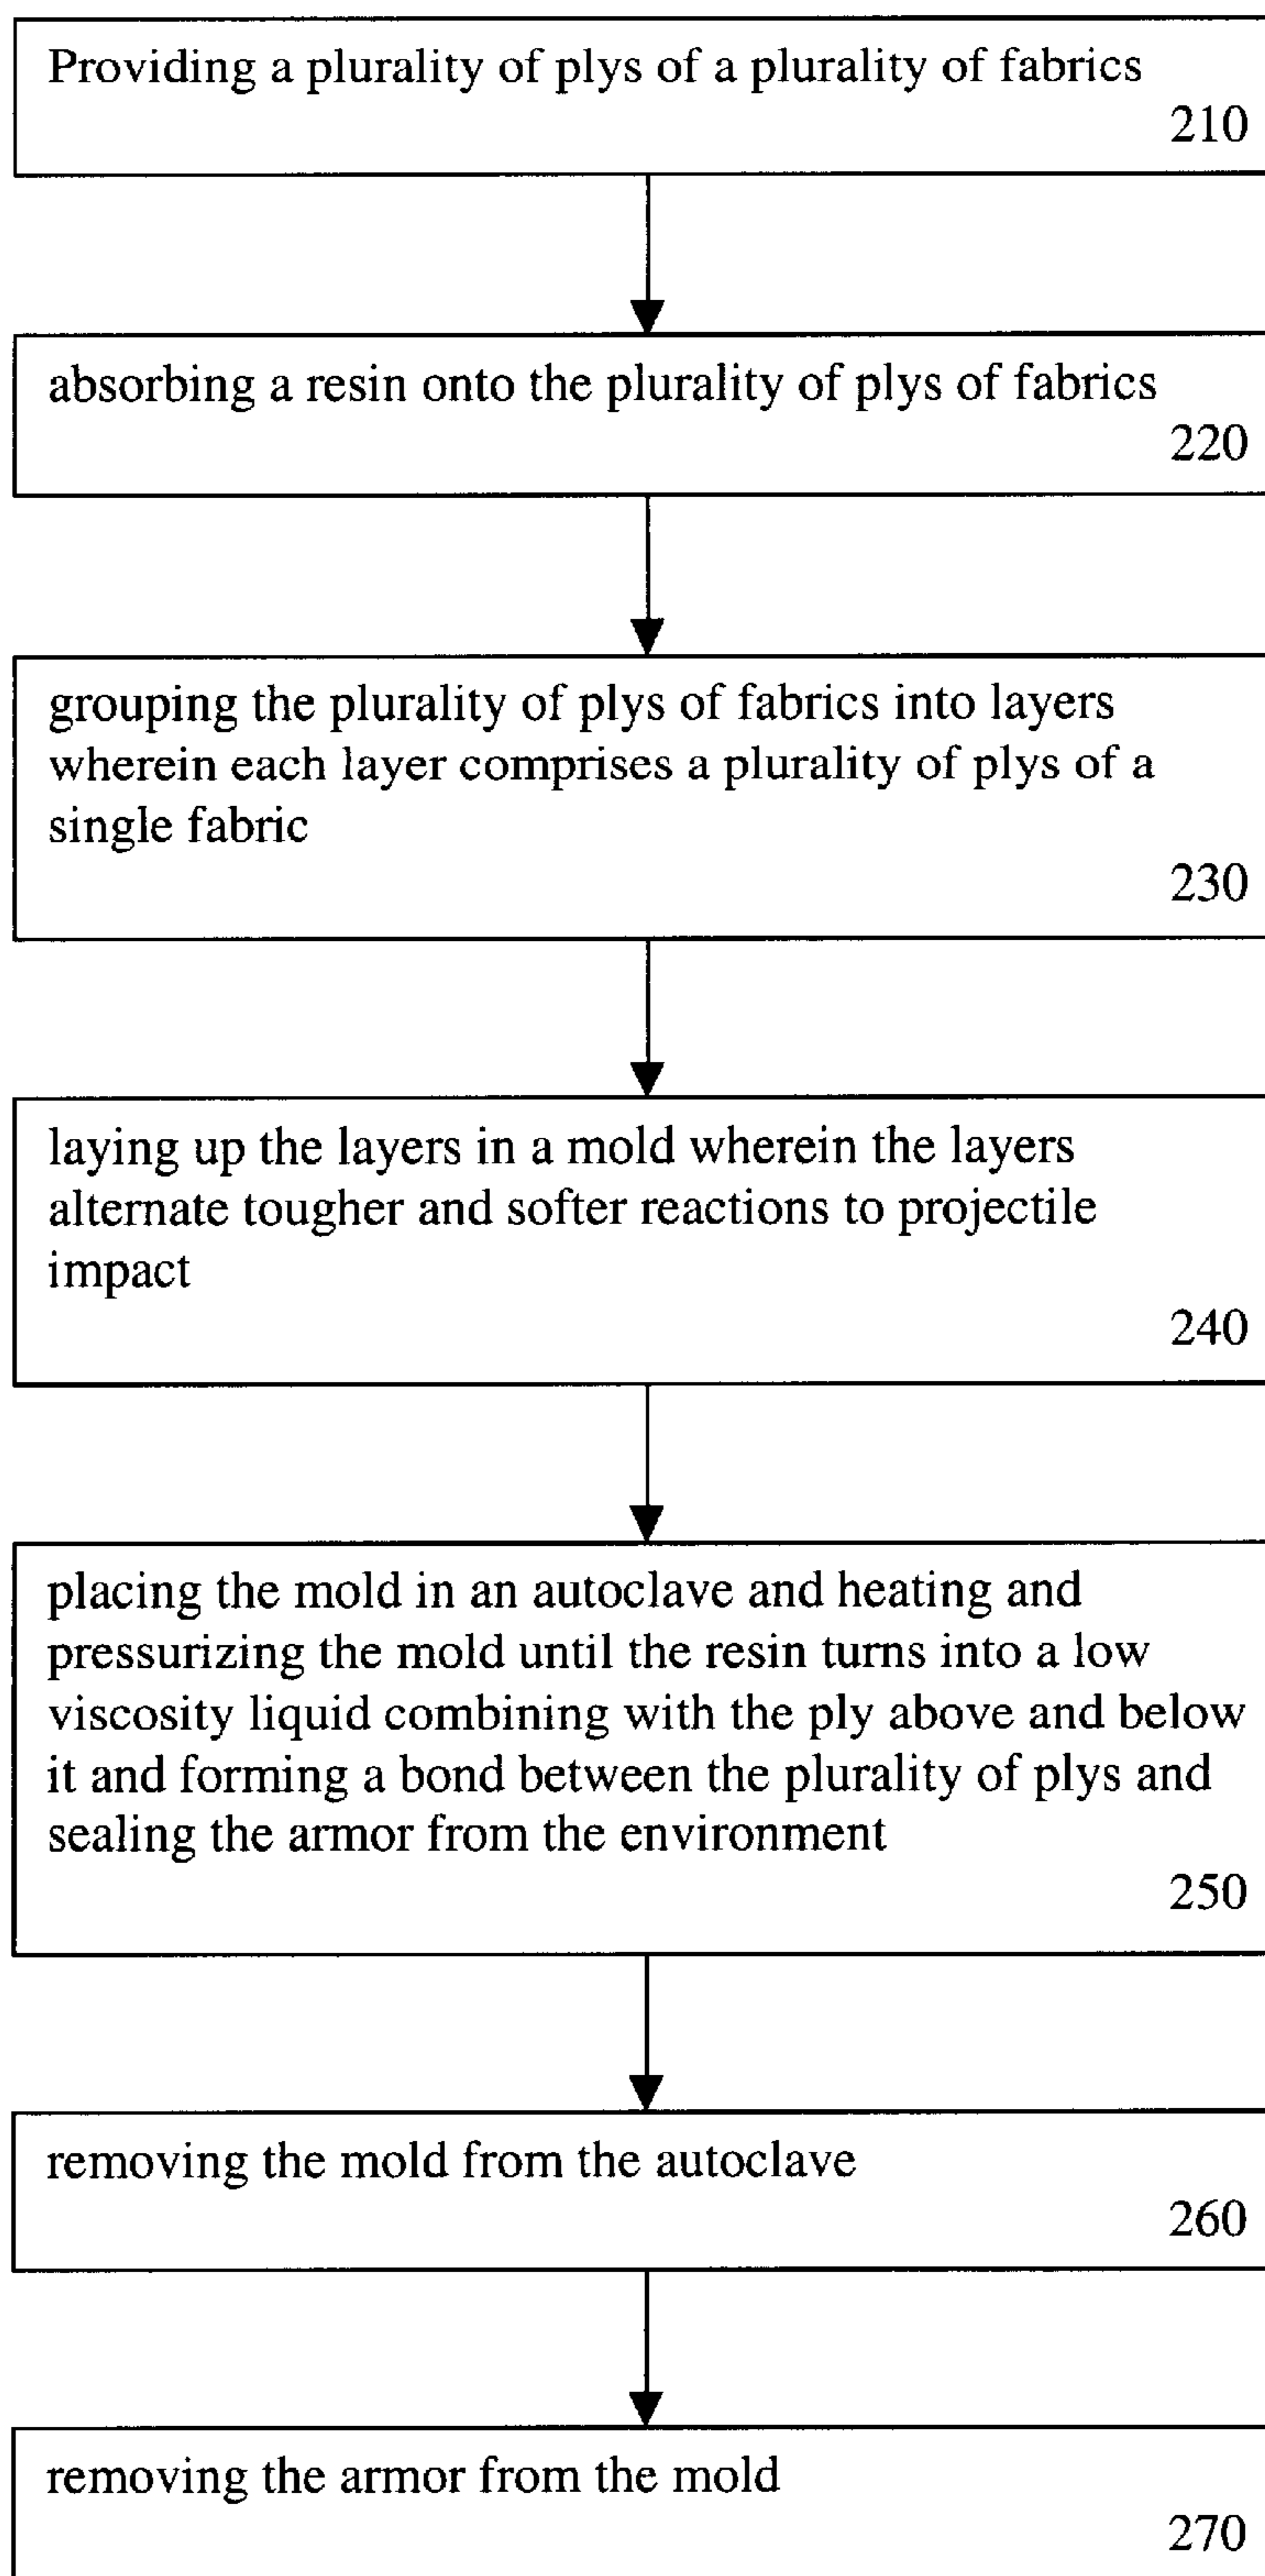 Providing a plurality of plys of a plurality of fabrics
210
absorbing a resin onto the plurality of plys of fabrics
220
grouping the plurality of plys of fabrics into layers
wherein each layer comprises a plurality of plys of a
single fabric
230
laying up the layers in a mold wherein the layers
alternate tougher and softer reactions to projectile
impact
240
placing the mold in an autoclave and heating and
pressurizing the mold until the resin turns into a low
viscosity liquid combining with the ply above and below
it and forming a bond between the plurality of plys and
sealing the armor from the environment
250
removing the mold from the autoclave
260
removing the armor from the mold
270